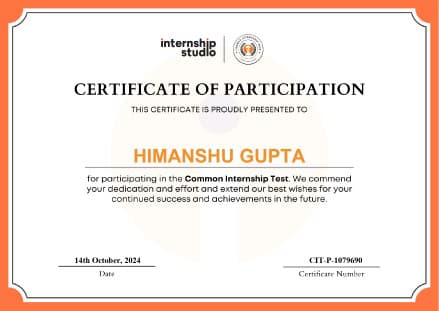 internship
studio
CERTIFICATE OF PARTICIPATION
THIS CERTIFICATE IS PROUDLY PRESENTED TO
HIMANSHU GUPTA
for participating in the Common Internship Test. We commend
your dedication and effort and extend our best wishes for your
continued success and achievements in the future.
14th October, 2024
Date
CIT-P-1079690
Certificate Number